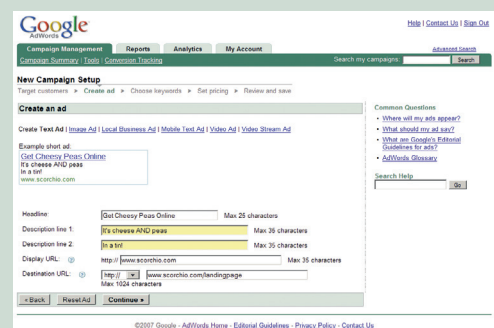 Google
AdWords
Help | Contact Us | Sign Out
Campaign Management Reports Analytics My Account
Advanced Search
Campaign Summary | Tools | Conversion Tracking
Search my campaigns: Search
New Campaign Setup
Target customers > Create ad > Choose keywords > Set pricing > Review and save
Create an ad
Create Text Ad | Image Ad | Local Business Ad | Mobile Text Ad | Video Ad | Video Stream Ad
Example short ad:
Get Cheesy Peas Online
It's cheese AND peas
In a tin!
www.scorchio.com
Common Questions
• Where will my ads appear?
• What should my ad say?
• What are Google's Editorial
Guidelines for ads?
• AdWords Glossary
Search Help
Go
Headline: Get Cheesy Peas Online Max 25 characters
Description line 1: It's cheese AND peas Max 35 characters
Description line 2: In a tin! Max 35 characters
Display URL: ? http:// www.scorchio.com Max 35 characters
Destination URL: ? http:// www.scorchio.com/landingpage
Max 1024 characters
« Back Reset Ad Continue »
©2007 Google - AdWords Home - Editorial Guidelines - Privacy Policy - Contact Us